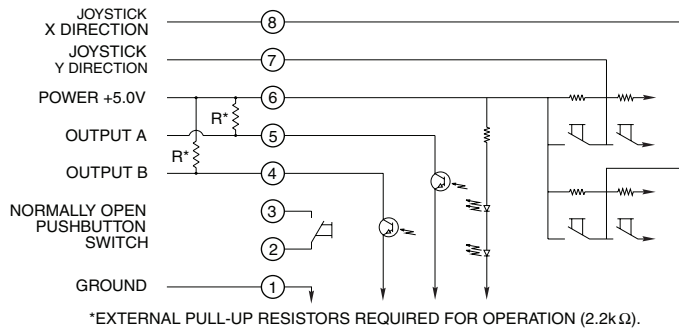 JOYSTICK
X DIRECTION
8
JOYSTICK
Y DIRECTION
7
POWER +5.0V
6
R*
OUTPUT A
5
R*
OUTPUT B
4
NORMALLY OPEN
PUSHBUTTON
SWITCH
3
2
GROUND
1
*EXTERNAL PULL-UP RESISTORS REQUIRED FOR OPERATION (2.2kΩ).